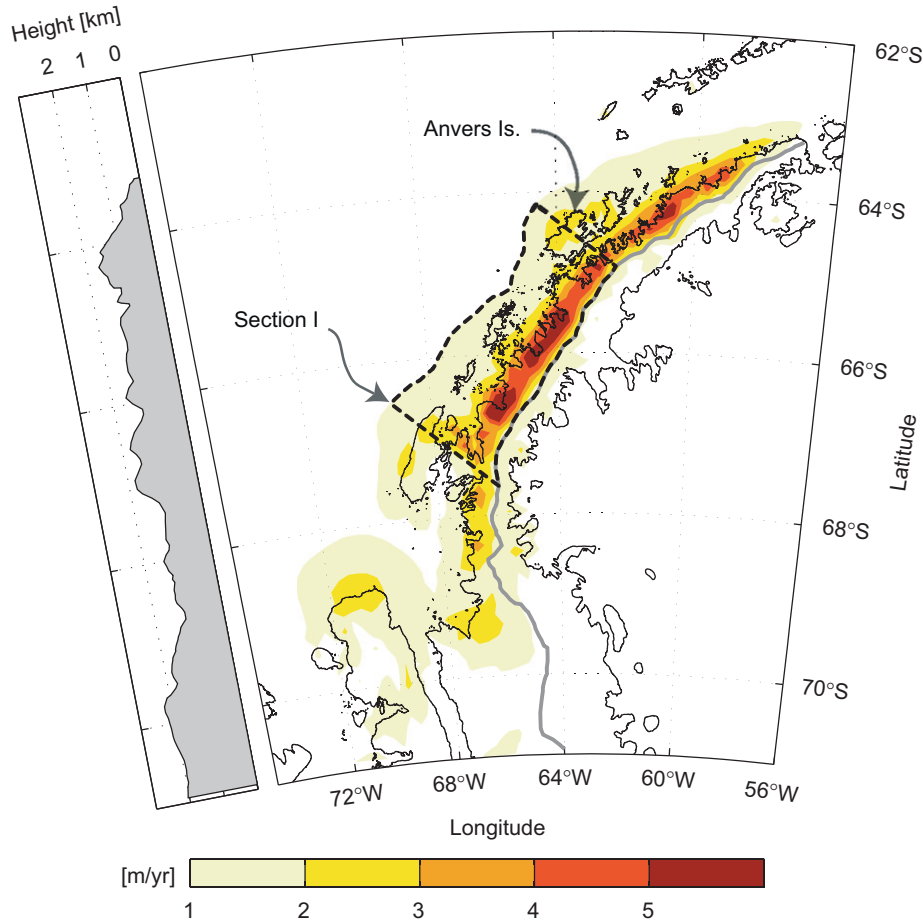 Height [km]
2 1 0
62°S
Anvers Is.
64°S
Section I
66°S
Latitude
68°S
70°S
72°W 68°W 64°W 60°W 56°W
Longitude
[m/yr]
1 2 3 4 5